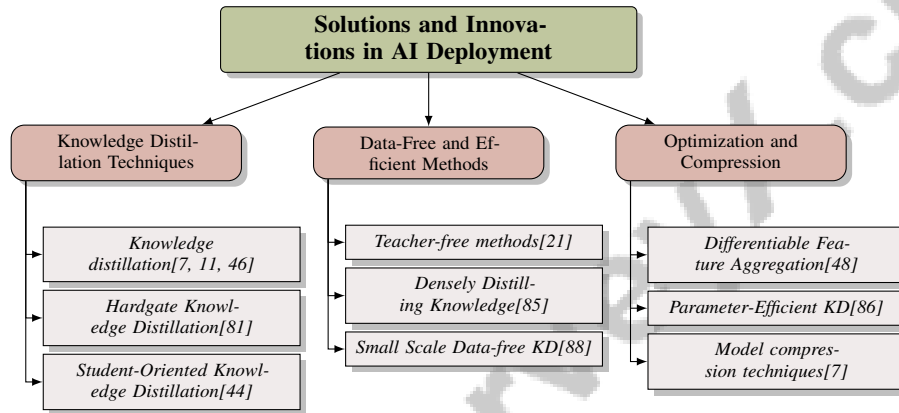 Solutions and Innova-
tions in AI Deployment
Knowledge Distil-
lation Techniques
Knowledge
distillation[7, 11, 46]
Hardgate Knowl-
edge Distillation[81]
Student-Oriented Knowl-
edge Distillation[44]
Data-Free and Ef-
ficient Methods
Teacher-free methods[21]
Densely Distill-
ing Knowledge[85]
Small Scale Data-free KD[88]
Optimization and
Compression
Differentiable Fea-
ture Aggregation[48]
Parameter-Efficient KD[86]
Model compres-
sion techniques[7]